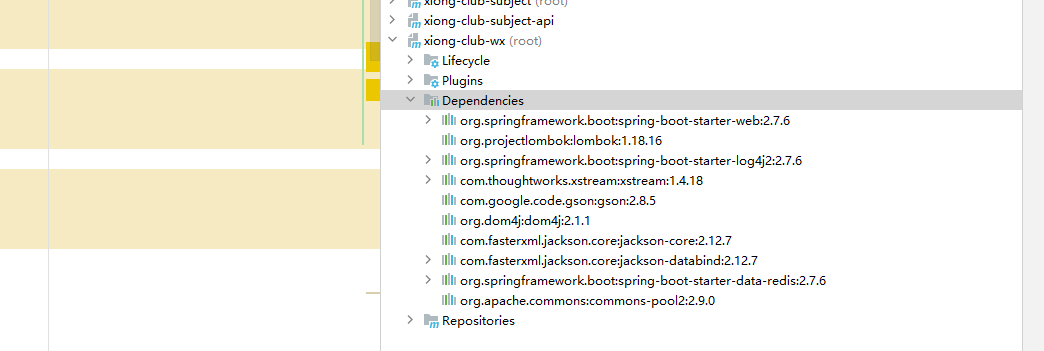 xiong-club-subject (root)
xiong-club-subject-api
xiong-club-wx (root)
Lifecycle
Plugins
Dependencies
org.springframework.boot:spring-boot-starter-web:2.7.6
org.projectlombok:lombok:1.18.16
org.springframework.boot:spring-boot-starter-log4j2:2.7.6
com.thoughtworks.xstream:xstream:1.4.18
com.google.code.gson:gson:2.8.5
org.dom4j:dom4j:2.1.1
com.fasterxml.jackson.core:jackson-core:2.12.7
com.fasterxml.jackson.core:jackson-databind:2.12.7
org.springframework.boot:spring-boot-starter-data-redis:2.7.6
org.apache.commons:commons-pool2:2.9.0
Repositories